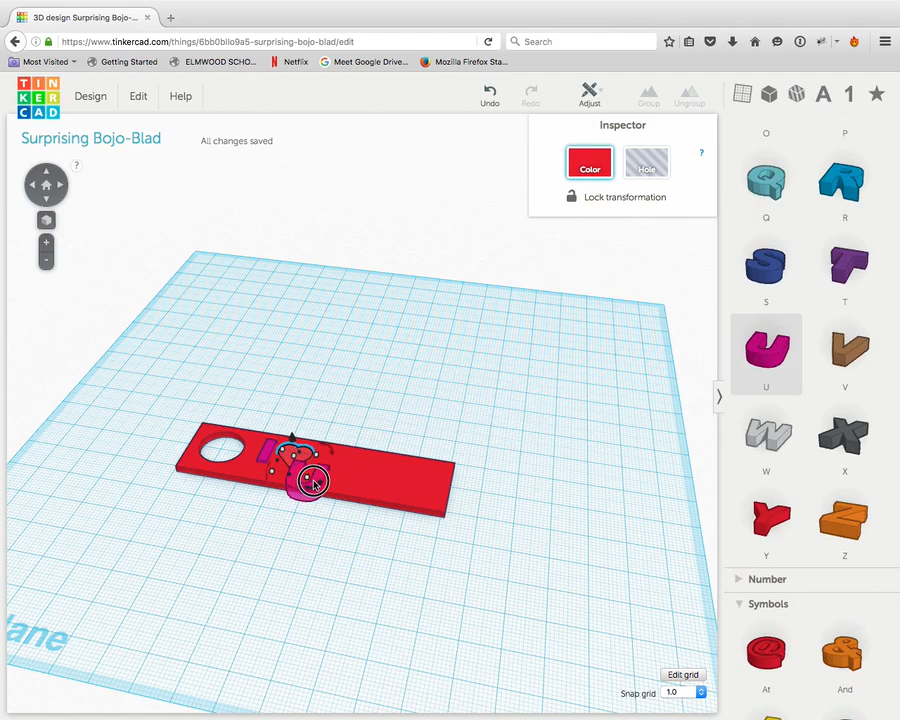 3D design Surprising Bojo-Blad...
https://www.tinkercad.com/things/6bb0bIlo9a5-surprising-bojo-blad/edit
Search
Most Visited
Getting Started
ELMWOOD SCHO...
Netflix
Meet Google Drive...
Mozilla Firefox Sta...
TIN
KER
CAD
Design
Edit
Help
Undo
Redo
Adjust
Group
Ungroup
Surprising Bojo-Blad
All changes saved
Inspector
Color
Hole
?
Lock transformation
?
O
P
Q
R
S
T
U
V
W
X
Y
Z
Number
Symbols
At
And
lane
Edit grid
Snap grid
1.0